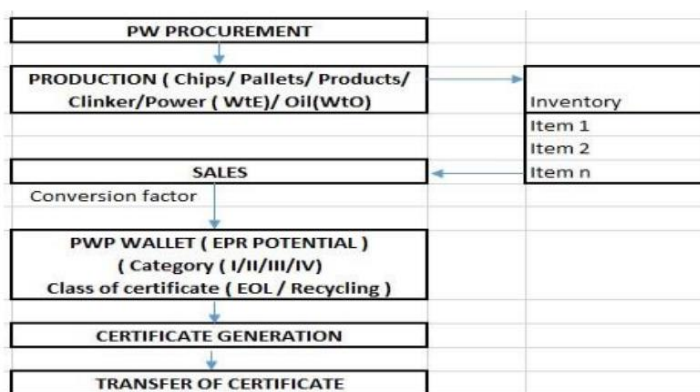 PW PROCUREMENT
PRODUCTION ( Chips/ Pallets/ Products/
Clinker/Power ( WtE)/ Oil(WtO)
Inventory
Item 1
Item 2
Item n
SALES
Conversion factor
PWP WALLET ( EPR POTENTIAL )
( Category ( I/II/III/IV)
Class of certificate ( EOL / Recycling )
CERTIFICATE GENERATION
TRANSFER OF CERTIFICATE